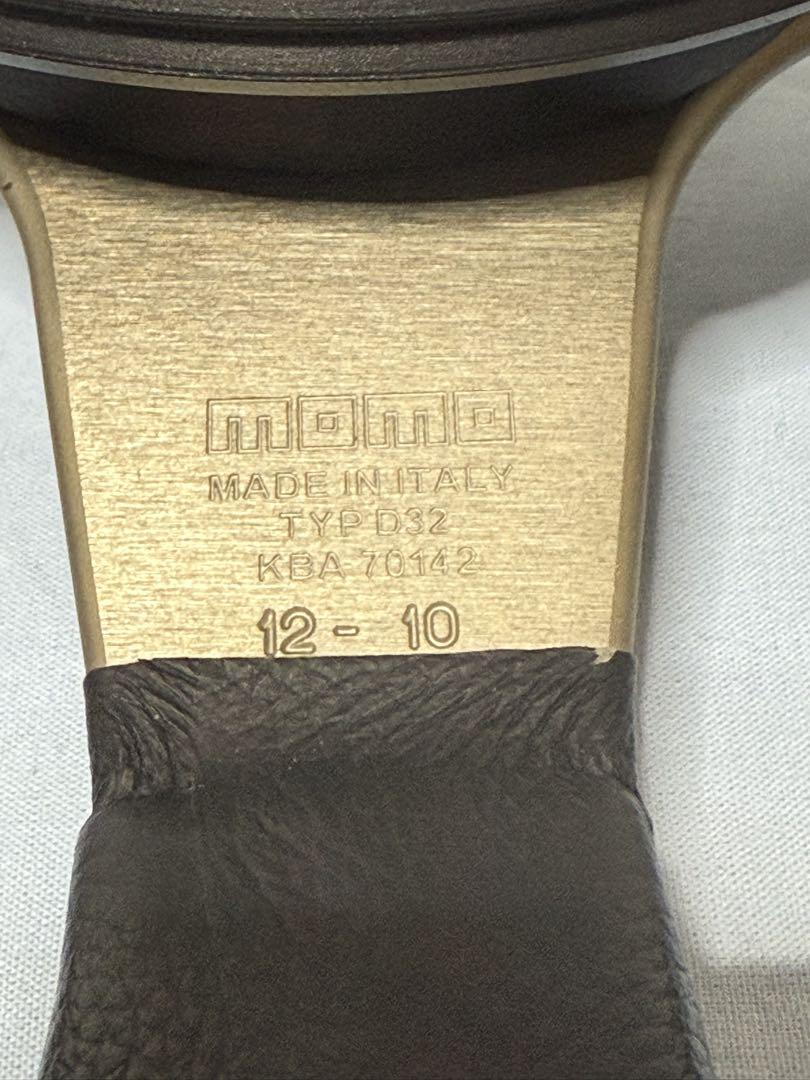 momo
MADE IN ITALY
TYP D32
KBA 70142
12 - 10